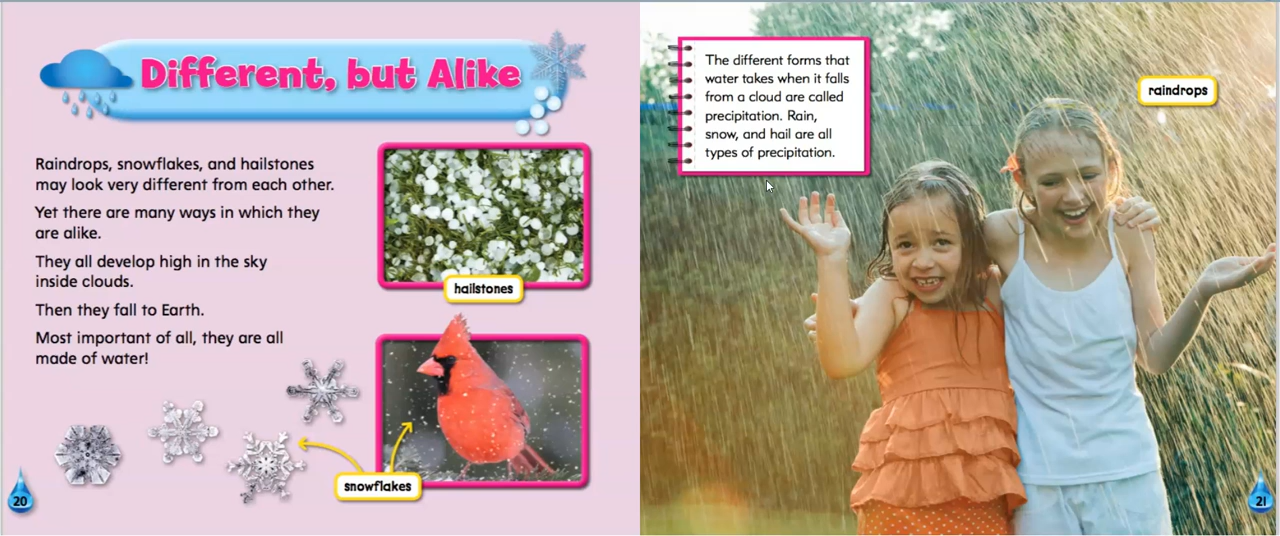 Different, but Alike
Raindrops, snowflakes, and hailstones
may look very different from each other.
Yet there are many ways in which they
are alike.
They all develop high in the sky
inside clouds.
Then they fall to Earth.
Most important of all, they are all
made of water!
hailstones
snowflakes
20
The different forms that
water takes when it falls
from a cloud are called
precipitation. Rain,
snow, and hail are all
types of precipitation.
raindrops
21